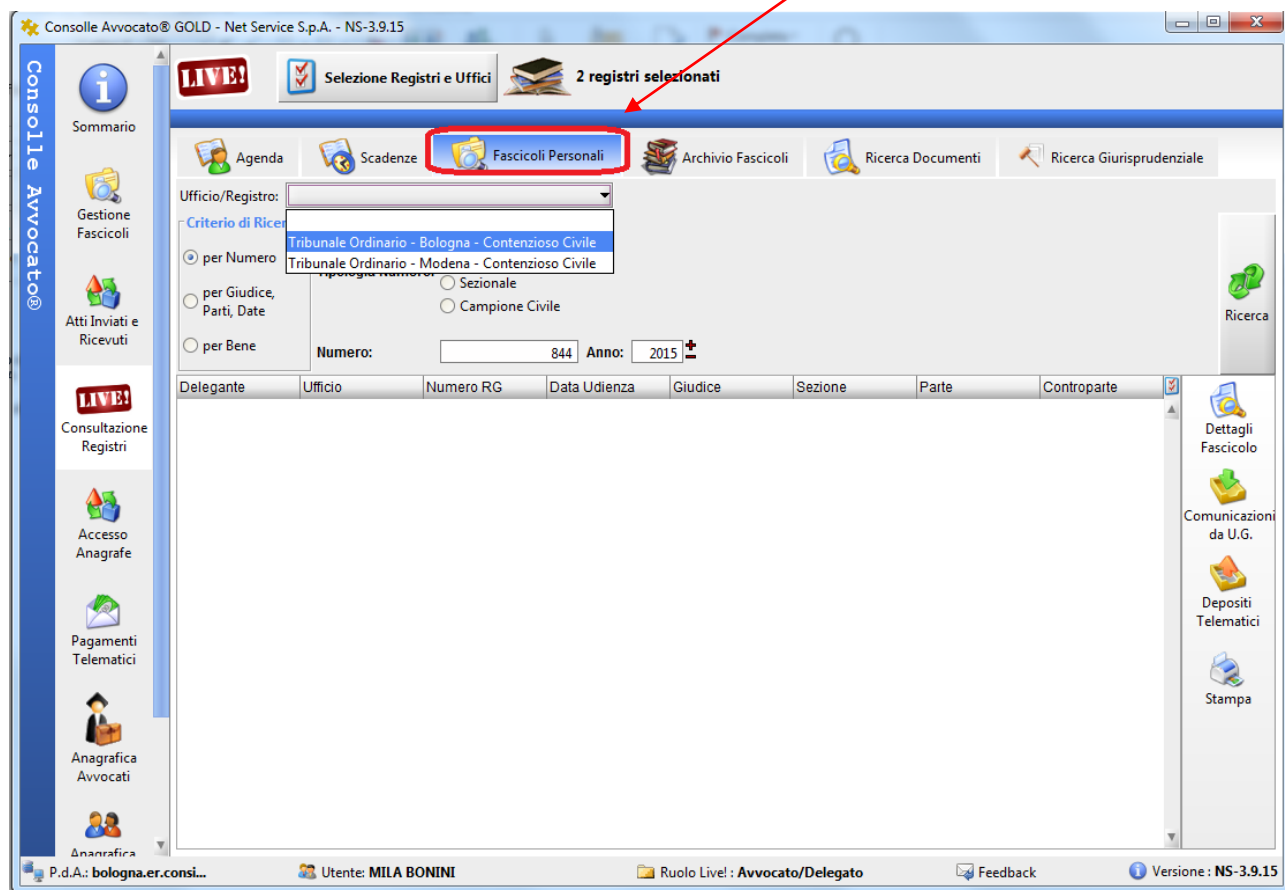 Consolle Avvocato® GOLD - Net Service S.p.A. - NS-3.9.15
Consolle Avvocato®
Sommario
Gestione
Fascicoli
Atti Inviati e
Ricevuti
LIVE!
Consultazione
Registri
Accesso
Anagrafe
Pagamenti
Telematici
Anagrafica
Avvocati
Anagrafica
LIVE!
Selezione Registri e Uffici
2 registri selezionati
Agenda
Scadenze
Fascicoli Personali
Archivio Fascicoli
Ricerca Documenti
Ricerca Giurisprudenziale
Ufficio/Registro:
Tribunale Ordinario - Bologna - Contenzioso Civile
Tribunale Ordinario - Modena - Contenzioso Civile
per Numero
per Giudice,
Parti, Date
per Bene
Sezionale
Campione Civile
Numero: 844 Anno: 2015
Ricerca
Delegante Ufficio Numero RG Data Udienza Giudice Sezione Parte Controparte
Dettagli
Fascicolo
Comunicazioni
da U.G.
Depositi
Telematici
Stampa
P.d.A.: bologna.er.consi...
Utente: MILA BONINI
Ruolo Live! : Avvocato/Delegato
Feedback
Versione : NS-3.9.15